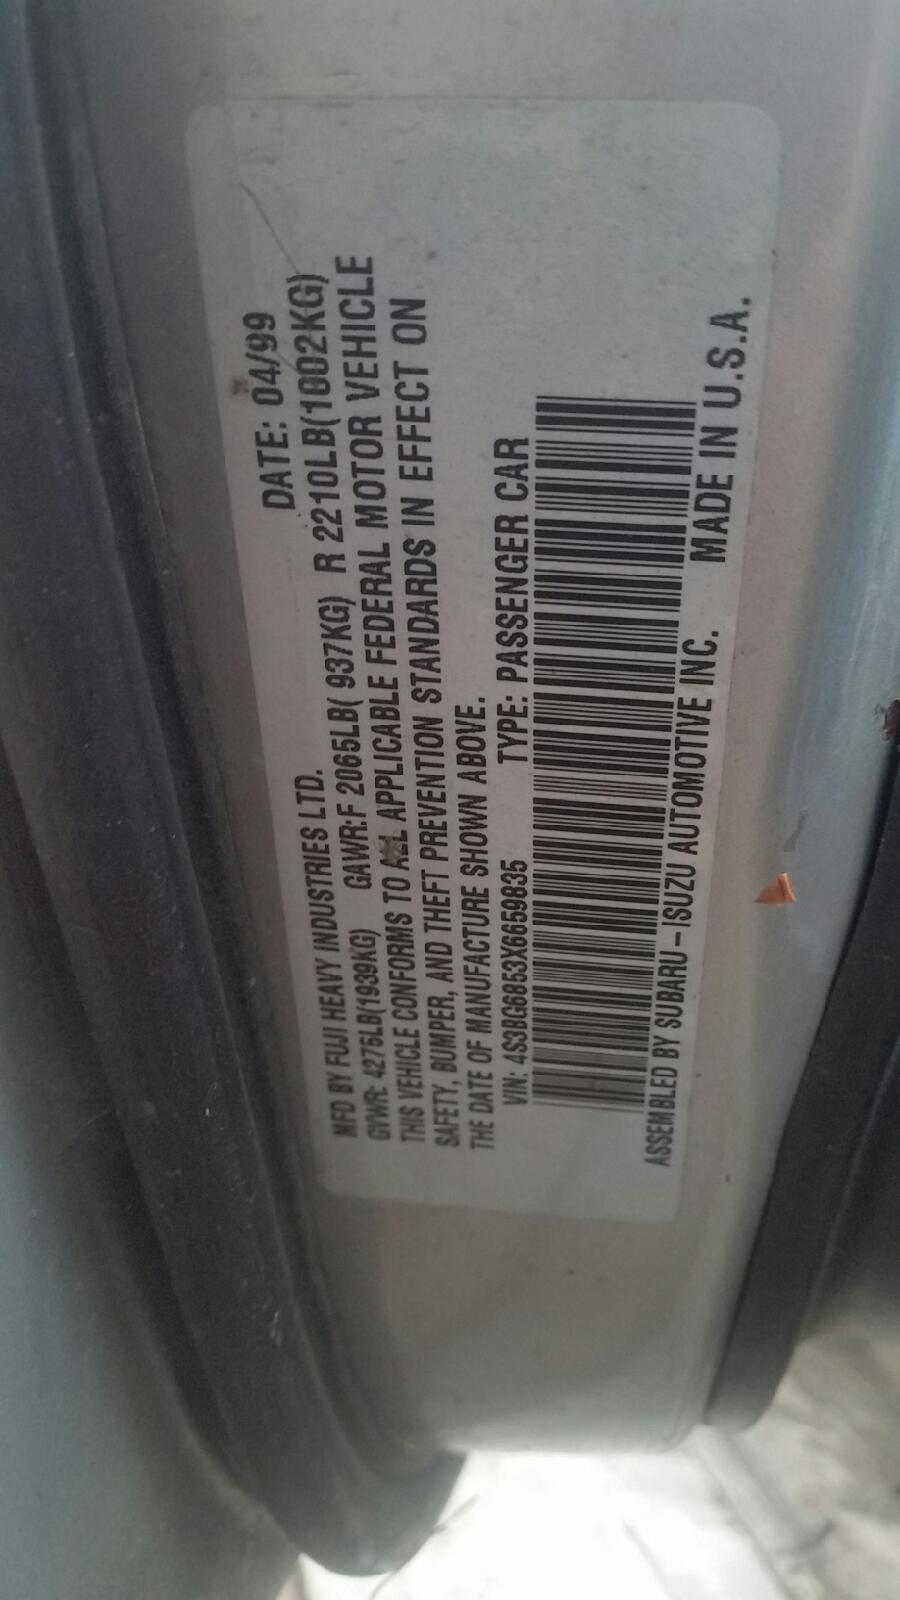 MFD BY FUJI HEAVY INDUSTRIES LTD. DATE: 04/99
GVWR: 4275LB(1939KG) GAWR:F 2065LB( 937KG) R 2210LB(1002KG)
THIS VEHICLE CONFORMS TO ALL APPLICABLE FEDERAL MOTOR VEHICLE
SAFETY, BUMPER, AND THEFT PREVENTION STANDARDS IN EFFECT ON
THE DATE OF MANUFACTURE SHOWN ABOVE.
VIN: 4S3BG6853X6659835 TYPE: PASSENGER CAR
ASSEMBLED BY SUBARU-ISUZU AUTOMOTIVE INC. MADE IN U.S.A.